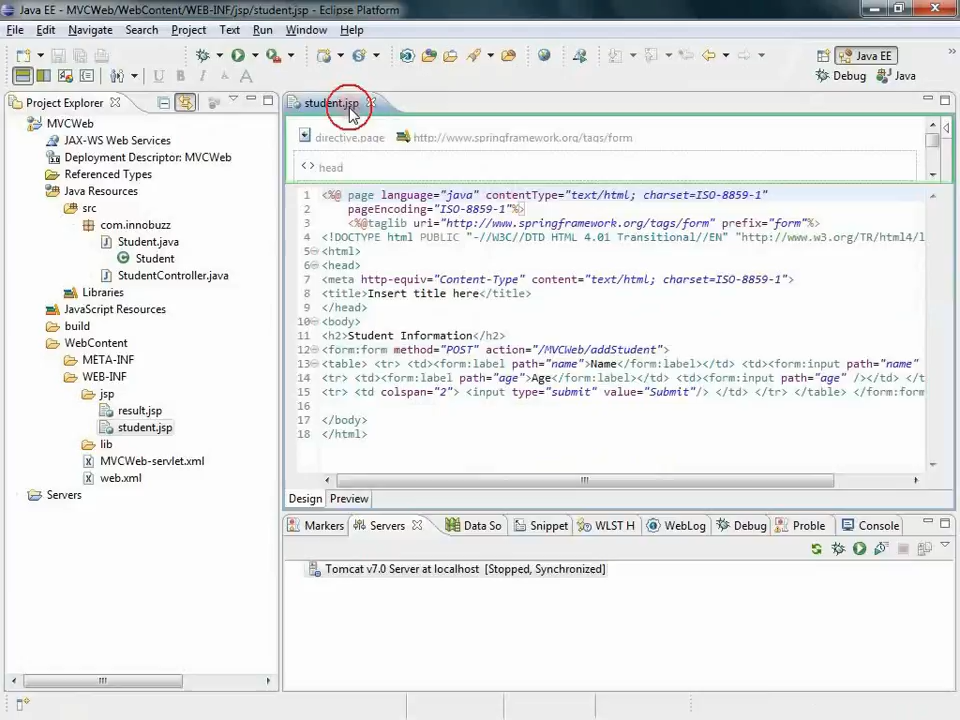 Java EE - MVCWeb/WebContent/WEB-INF/jsp/student.jsp - Eclipse Platform
File Edit Navigate Search Project Text Run Window Help
Java EE
Debug Java
Project Explorer
MVCWeb
JAX-WS Web Services
Deployment Descriptor: MVCWeb
Referenced Types
Java Resources
src
com.innobuzz
Student.java
Student
StudentController.java
Libraries
JavaScript Resources
build
WebContent
META-INF
WEB-INF
jsp
result.jsp
student.jsp
lib
MVCWeb-servlet.xml
web.xml
Servers
student.jsp
directive.page http://www.springframework.org/tags/form
head
1 <%@ page language="java" contentType="text/html; charset=ISO-8859-1"
2 pageEncoding="ISO-8859-1"%>
3 <%@taglib uri="http://www.springframework.org/tags/form" prefix="form"%>
4 <!DOCTYPE html PUBLIC "-//W3C//DTD HTML 4.01 Transitional//EN" "http://www.w3.org/TR/html4/l
5 <html>
6 <head>
7 <meta http-equiv="Content-Type" content="text/html; charset=ISO-8859-1">
8 <title>Insert title here</title>
9 </head>
10 <body>
11 <h2>Student Information</h2>
12 <form:form method="POST" action="/MVCWeb/addStudent">
13 <table> <tr> <td><form:label path="name">Name</form:label></td> <td><form:input path="name"
14 <tr> <td><form:label path="age">Age</form:label></td> <td><form:input path="age" /></td> </t
15 <tr> <td colspan="2"> <input type="submit" value="Submit"/> </td> </tr> </table> </form:form
16
17 </body>
18 </html>
Design Preview
Markers Servers Data So Snippet WLST H WebLog Debug Proble Console
Tomcat v7.0 Server at localhost [Stopped, Synchronized]